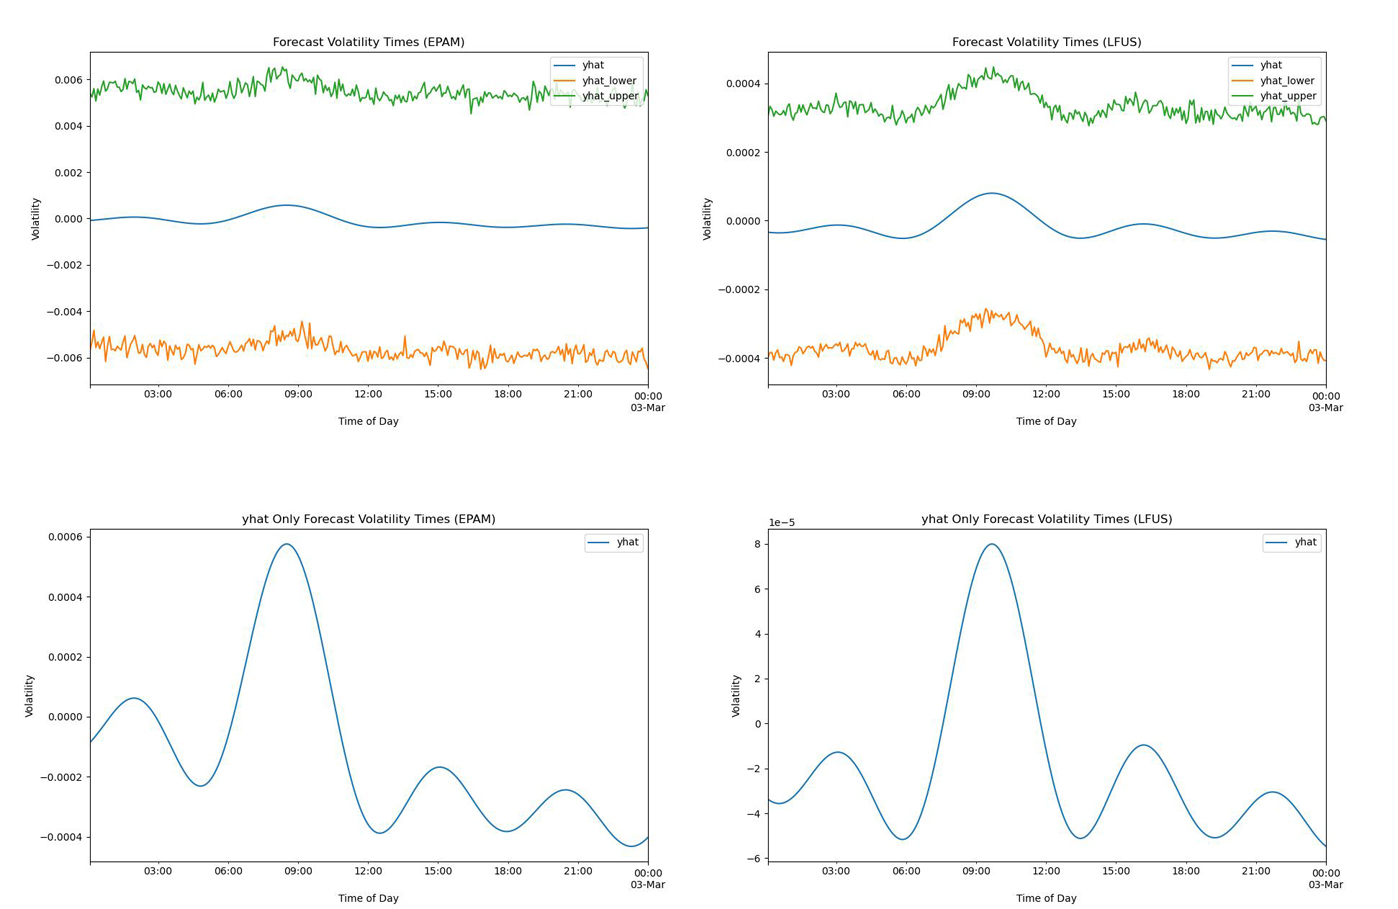 Forecast Volatility Times (EPAM)
yhat
yhat_lower
yhat_upper
0.006
0.004
0.002
0.000
−0.002
−0.004
−0.006
Volatility
03:00 06:00 09:00 12:00 15:00 18:00 21:00 00:00
03-Mar
Time of Day
Forecast Volatility Times (LFUS)
yhat
yhat_lower
yhat_upper
0.0004
0.0002
0.0000
−0.0002
−0.0004
Volatility
03:00 06:00 09:00 12:00 15:00 18:00 21:00 00:00
03-Mar
Time of Day
yhat Only Forecast Volatility Times (EPAM)
yhat
0.0006
0.0004
0.0002
0.0000
−0.0002
−0.0004
Volatility
03:00 06:00 09:00 12:00 15:00 18:00 21:00 00:00
03-Mar
Time of Day
yhat Only Forecast Volatility Times (LFUS)
1e−5
yhat
8
6
4
2
0
−2
−4
−6
Volatility
03:00 06:00 09:00 12:00 15:00 18:00 21:00 00:00
03-Mar
Time of Day